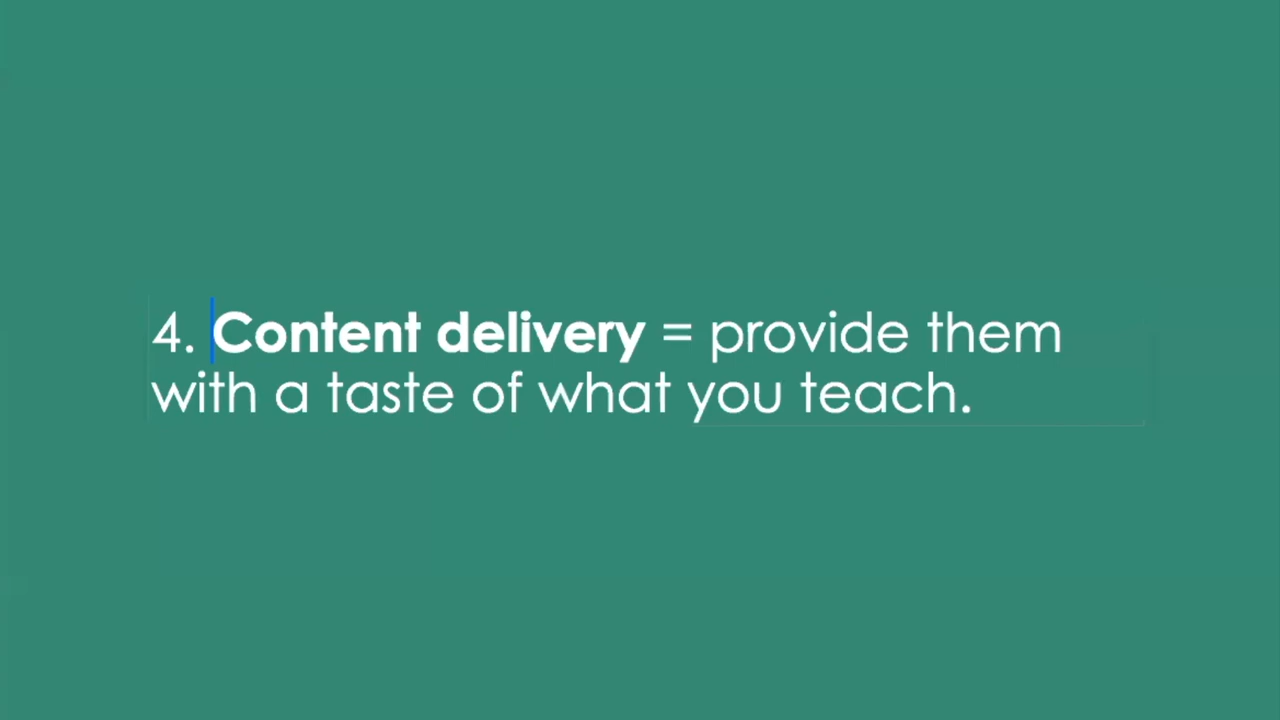 4. Content delivery = provide them
with a taste of what you teach.